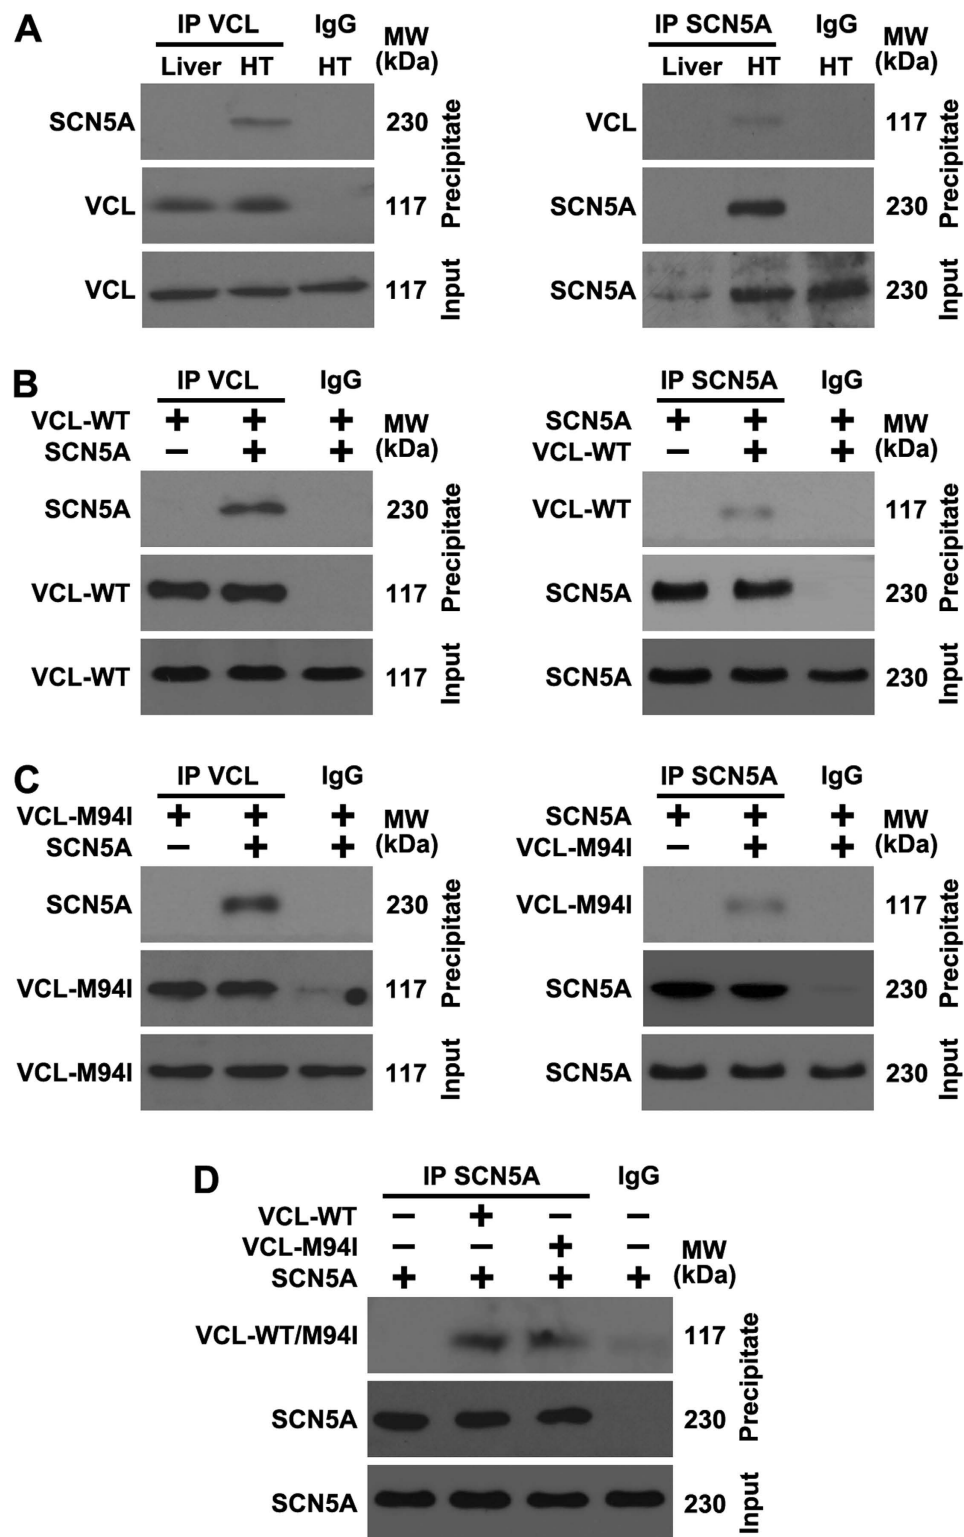 A
IP VCL IgG MW
Liver HT HT (kDa)
SCN5A 230 Precipitate
VCL 117
VCL 117 Input
IP SCN5A IgG MW
Liver HT HT (kDa)
VCL 117 Precipitate
SCN5A 230
SCN5A 230 Input
B
IP VCL IgG
VCL-WT + + + MW
SCN5A – + + (kDa)
SCN5A 230 Precipitate
VCL-WT 117
VCL-WT 117 Input
IP SCN5A IgG
SCN5A + + + MW
VCL-WT – + + (kDa)
VCL-WT 117 Precipitate
SCN5A 230
SCN5A 230 Input
C
IP VCL IgG
VCL-M94I + + + MW
SCN5A – + + (kDa)
SCN5A 230 Precipitate
VCL-M94I 117
VCL-M94I 117 Input
IP SCN5A IgG
SCN5A + + + MW
VCL-M94I – + + (kDa)
VCL-M94I 117 Precipitate
SCN5A 230
SCN5A 230 Input
D
IP SCN5A IgG
VCL-WT – + – –
VCL-M94I – – + – MW
SCN5A + + + + (kDa)
VCL-WT/M94I 117 Precipitate
SCN5A 230
SCN5A 230 Input